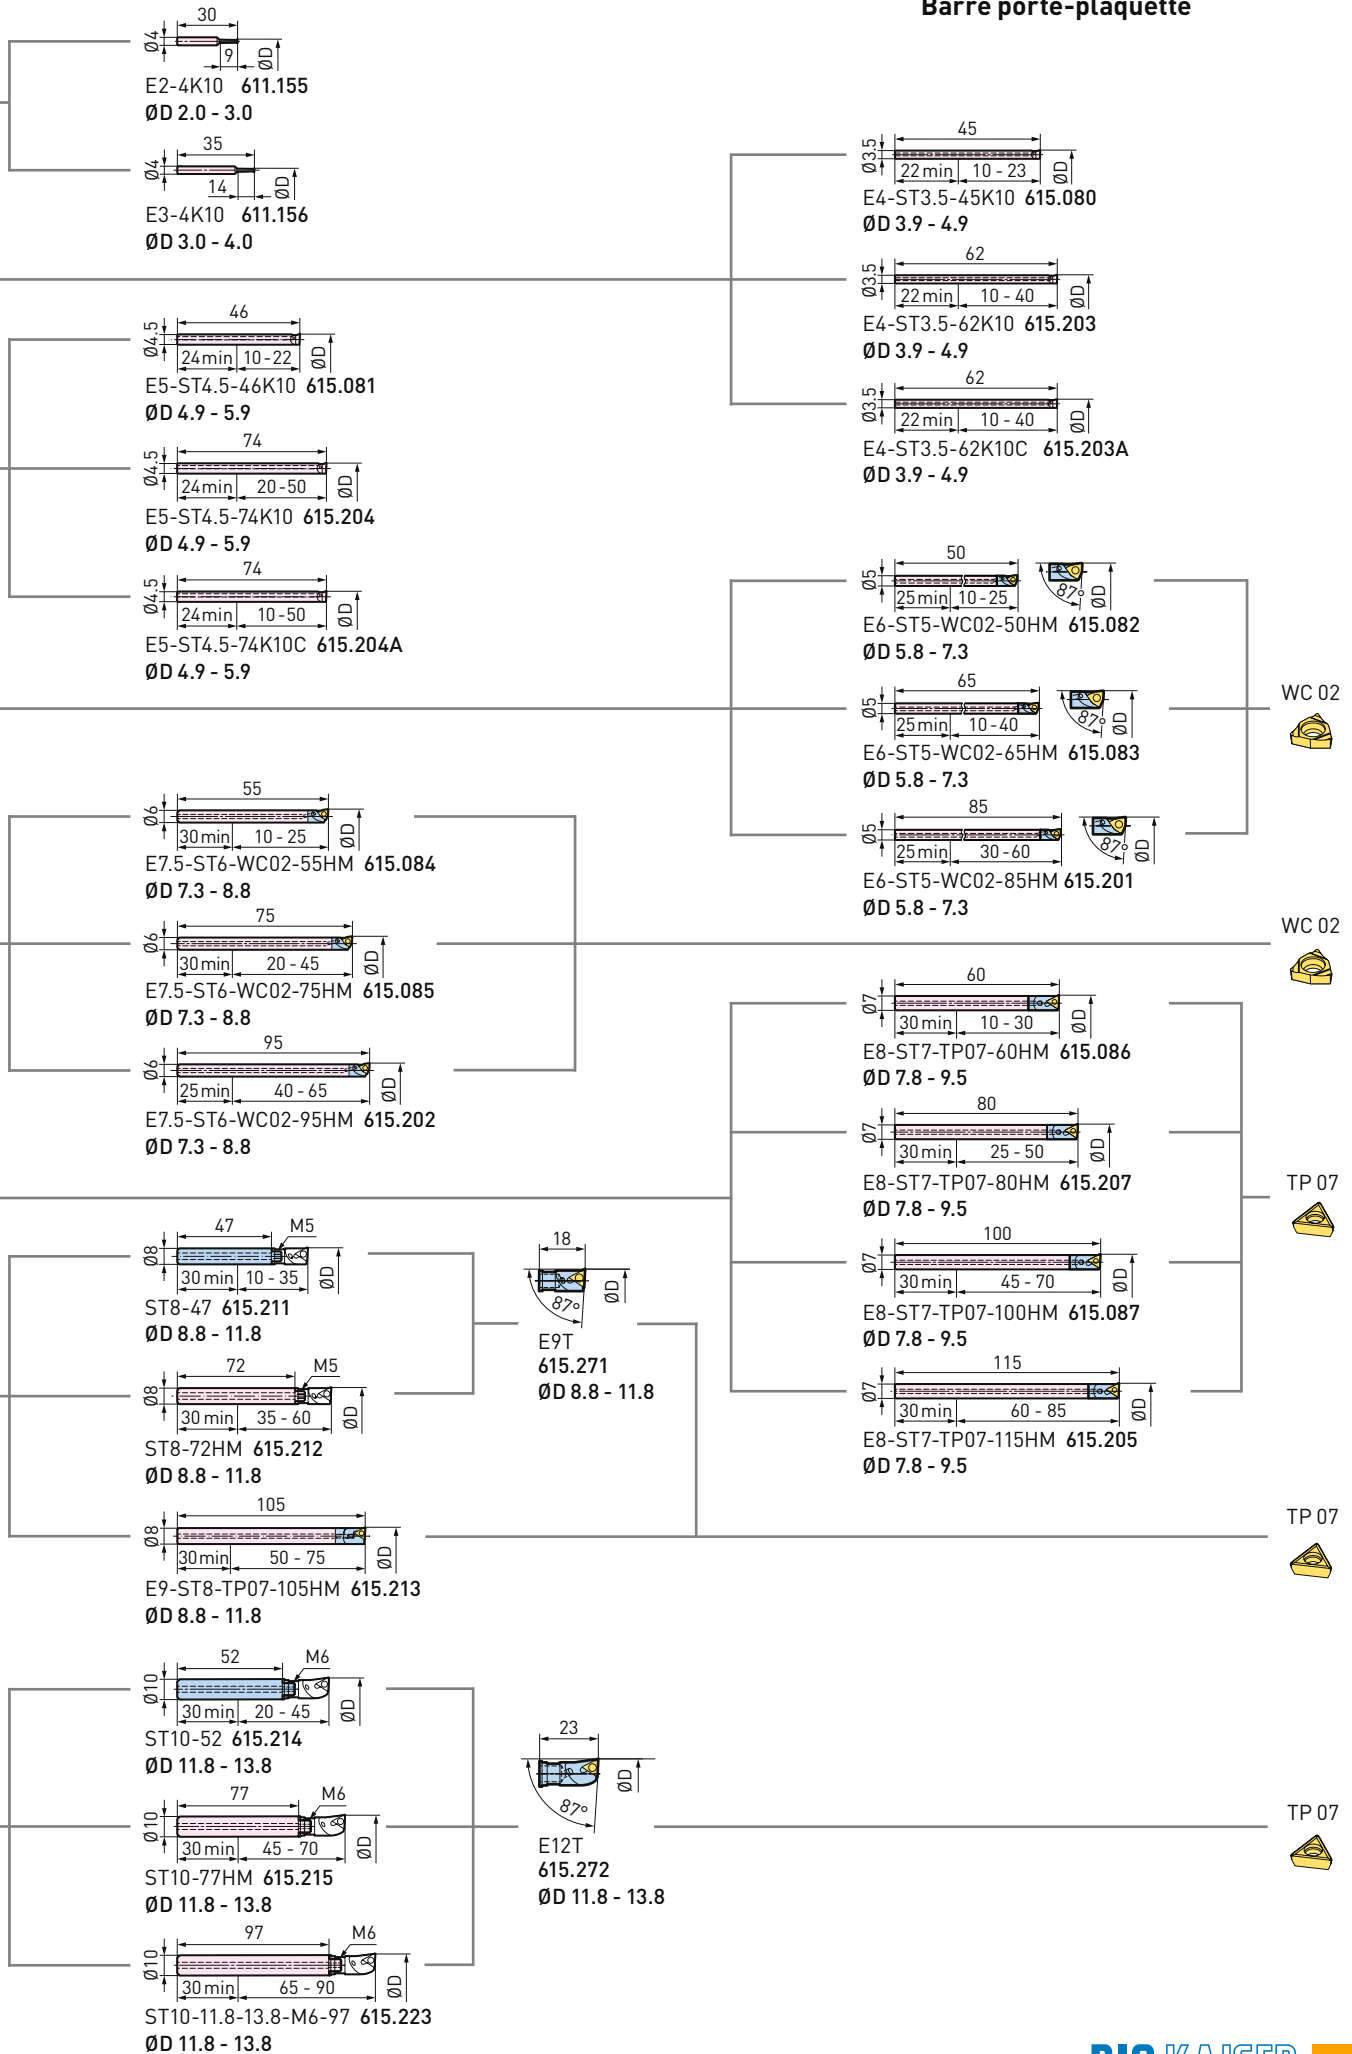 Barre porte-plaquette
30
Ø4
9
ØD
E2-4K10 611.155
ØD 2.0 - 3.0
35
Ø4
14
ØD
E3-4K10 611.156
ØD 3.0 - 4.0
45
Ø3.5
22 min 10 - 23
ØD
E4-ST3.5-45K10 615.080
ØD 3.9 - 4.9
62
Ø3.5
22 min 10 - 40
ØD
E4-ST3.5-62K10 615.203
ØD 3.9 - 4.9
62
Ø3.5
22 min 10 - 40
ØD
E4-ST3.5-62K10C 615.203A
ØD 3.9 - 4.9
46
Ø4.5
24 min 10 - 22
ØD
E5-ST4.5-46K10 615.081
ØD 4.9 - 5.9
74
Ø4.5
24 min 20 - 50
ØD
E5-ST4.5-74K10 615.204
ØD 4.9 - 5.9
74
Ø4.5
24 min 10 - 50
ØD
E5-ST4.5-74K10C 615.204A
ØD 4.9 - 5.9
50
Ø5
25 min 10 - 25
87°
ØD
E6-ST5-WC02-50HM 615.082
ØD 5.8 - 7.3
65
Ø5
25 min 10 - 40
87°
ØD
E6-ST5-WC02-65HM 615.083
ØD 5.8 - 7.3
85
Ø5
25 min 30 - 60
87°
ØD
E6-ST5-WC02-85HM 615.201
ØD 5.8 - 7.3
WC 02
55
Ø6
30 min 10 - 25
ØD
E7.5-ST6-WC02-55HM 615.084
ØD 7.3 - 8.8
75
Ø6
30 min 20 - 45
ØD
E7.5-ST6-WC02-75HM 615.085
ØD 7.3 - 8.8
95
Ø6
25 min 40 - 65
ØD
E7.5-ST6-WC02-95HM 615.202
ØD 7.3 - 8.8
WC 02
60
Ø7
30 min 10 - 30
ØD
E8-ST7-TP07-60HM 615.086
ØD 7.8 - 9.5
80
Ø7
30 min 25 - 50
ØD
E8-ST7-TP07-80HM 615.207
ØD 7.8 - 9.5
100
Ø7
30 min 45 - 70
ØD
E8-ST7-TP07-100HM 615.087
ØD 7.8 - 9.5
115
Ø7
30 min 60 - 85
ØD
E8-ST7-TP07-115HM 615.205
ØD 7.8 - 9.5
TP 07
47 M5
Ø8
30 min 10 - 35
ØD
ST8-47 615.211
ØD 8.8 - 11.8
72 M5
Ø8
30 min 35 - 60
ØD
ST8-72HM 615.212
ØD 8.8 - 11.8
18
87°
ØD
E9T
615.271
ØD 8.8 - 11.8
105
Ø8
30 min 50 - 75
ØD
E9-ST8-TP07-105HM 615.213
ØD 8.8 - 11.8
TP 07
52 M6
Ø10
30 min 20 - 45
ØD
ST10-52 615.214
ØD 11.8 - 13.8
77 M6
Ø10
30 min 45 - 70
ØD
ST10-77HM 615.215
ØD 11.8 - 13.8
97 M6
Ø10
30 min 65 - 90
ØD
ST10-11.8-13.8-M6-97 615.223
ØD 11.8 - 13.8
23
87°
ØD
E12T
615.272
ØD 11.8 - 13.8
TP 07
BIG KAISER